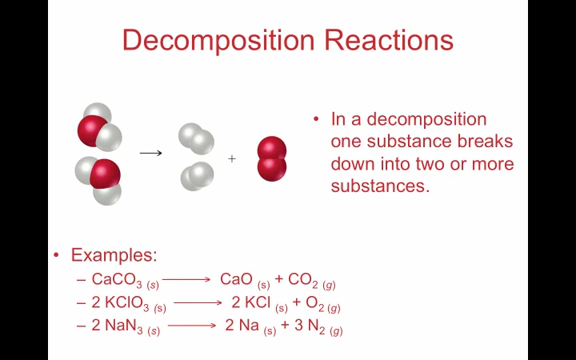 Decomposition Reactions
→ +
• In a decomposition
one substance breaks
down into two or more
substances.
• Examples:
– CaCO₃ (s) → CaO (s) + CO₂ (g)
– 2 KClO₃ (s) → 2 KCl (s) + O₂ (g)
– 2 NaN₃ (s) → 2 Na (s) + 3 N₂ (g)